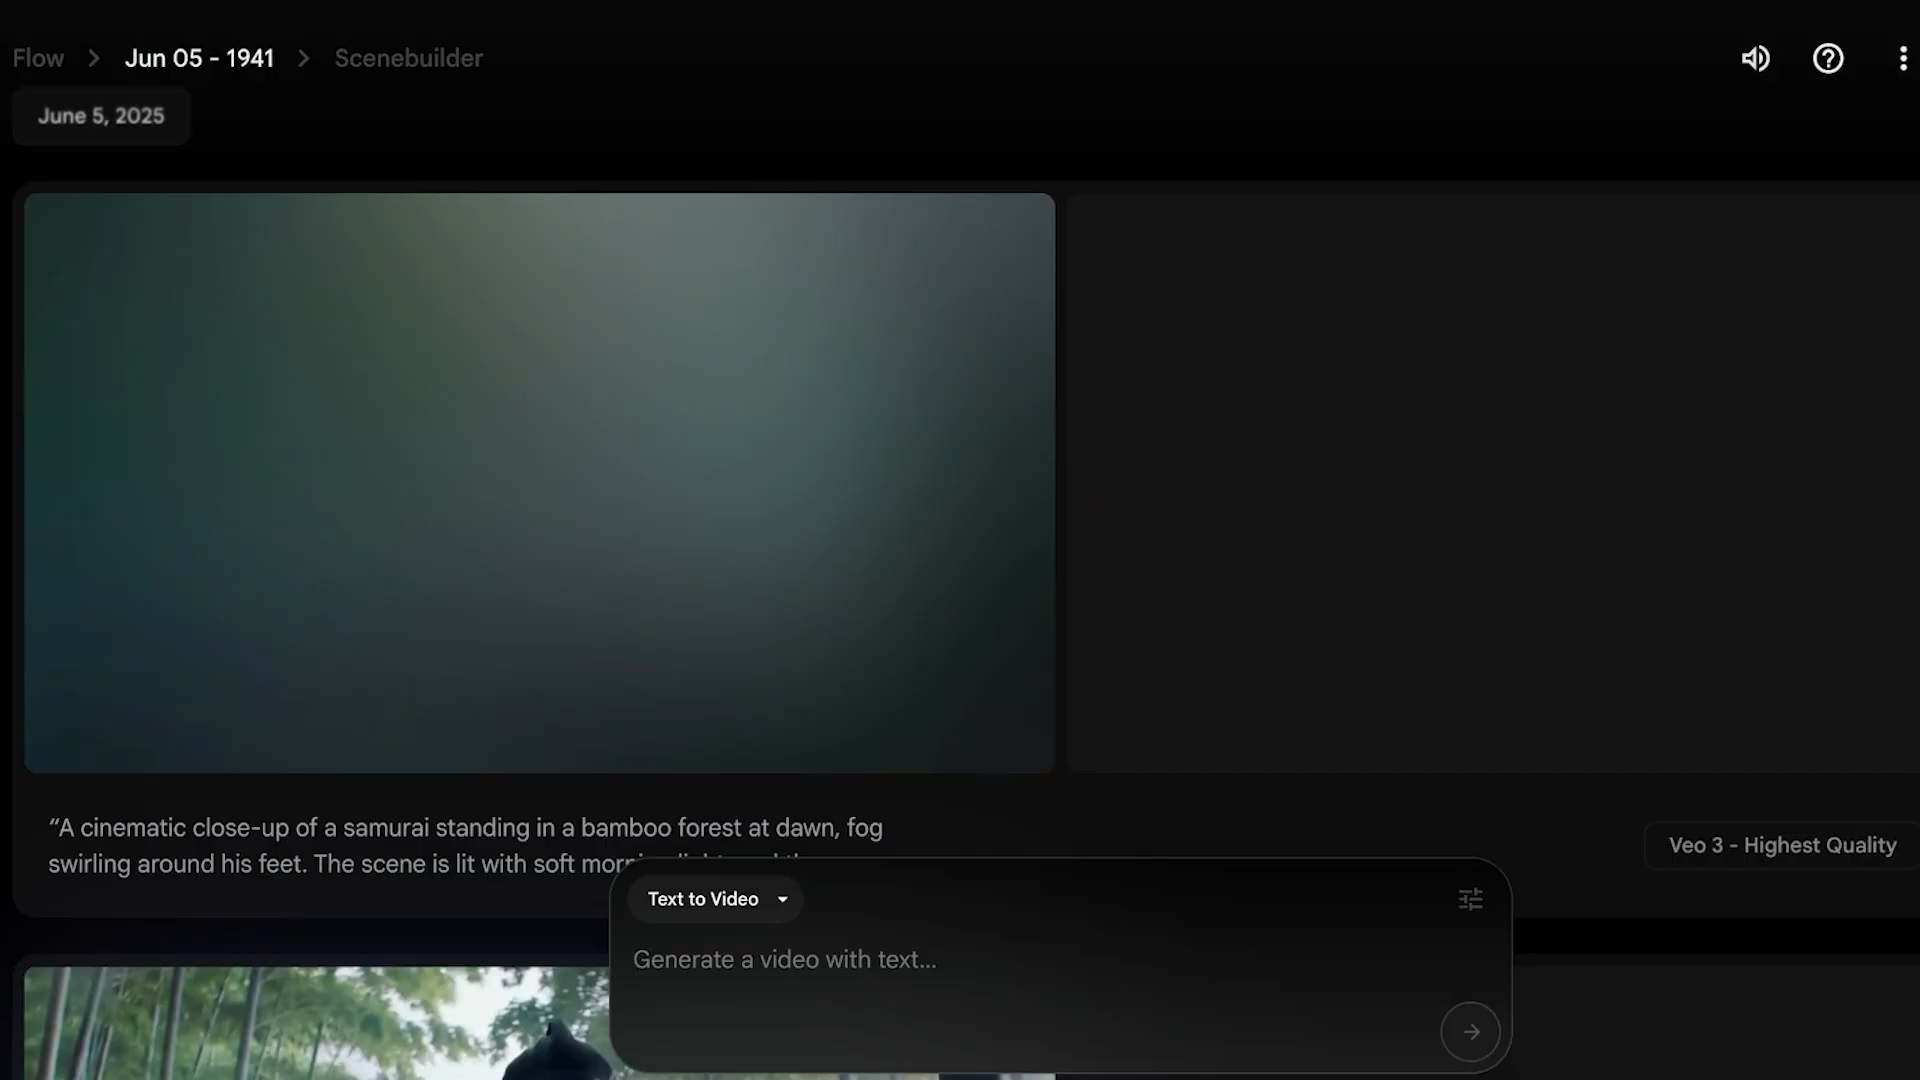 Flow > Jun 05 - 1941 > Scenebuilder
June 5, 2025
“A cinematic close-up of a samurai standing in a bamboo forest at dawn, fog
swirling around his feet. The scene is lit with soft
Veo 3 - Highest Quality
Text to Video
Generate a video with text...